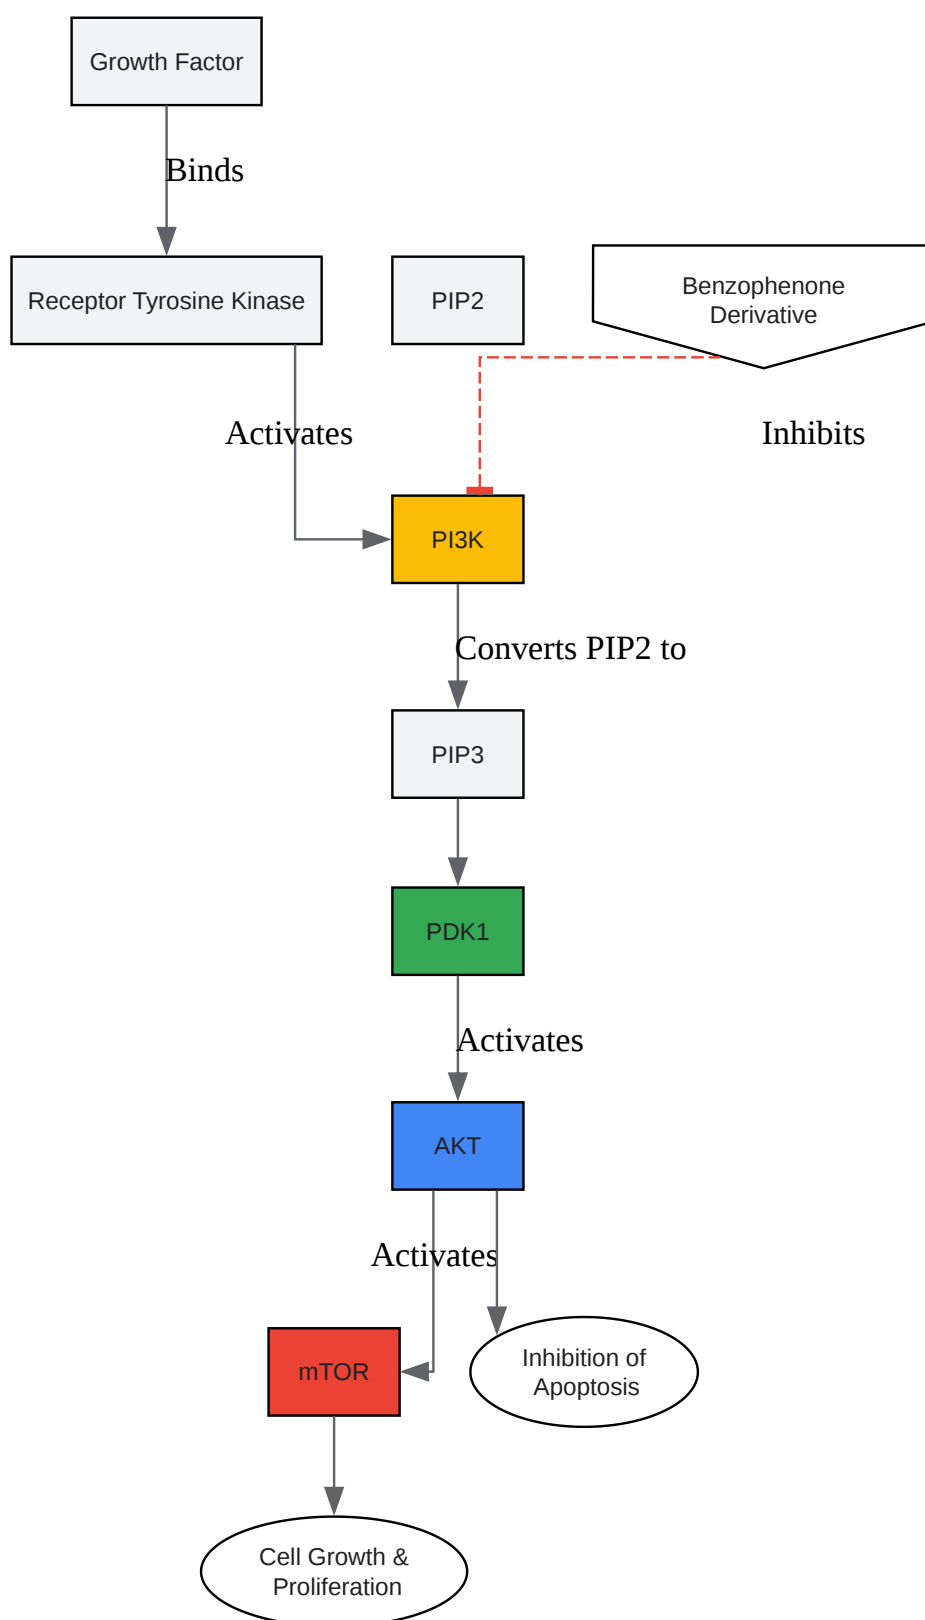 Growth Factor
Binds
Receptor Tyrosine Kinase
PIP2
Benzophenone
Derivative
Activates
Inhibits
PI3K
Converts PIP2 to
PIP3
PDK1
Activates
AKT
Activates
mTOR
Inhibition of
Apoptosis
Cell Growth &
Proliferation